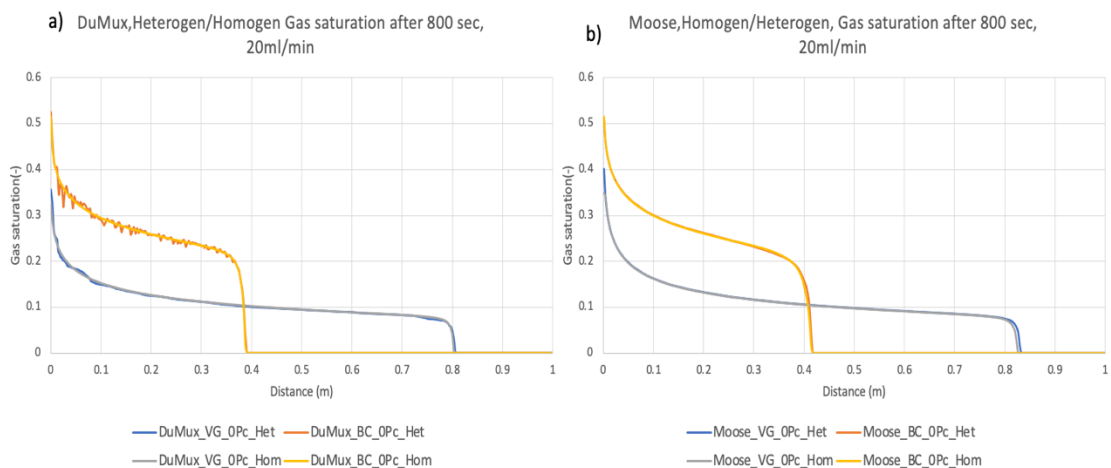 a) DuMux,Heterogen/Homogen Gas saturation after 800 sec,
20ml/min
0.6
0.5
0.4
0.3
0.2
0.1
0
Gas saturation(-)
0 0.1 0.2 0.3 0.4 0.5 0.6 0.7 0.8 0.9 1
Distance (m)
DuMux_VG_0Pc_Het DuMux_BC_0Pc_Het
DuMux_VG_0Pc_Hom DuMux_BC_0Pc_Hom
b) Moose,Homogen/Heterogen, Gas saturation after 800 sec,
20ml/min
0.6
0.5
0.4
0.3
0.2
0.1
0
Gas saturation(-)
0 0.1 0.2 0.3 0.4 0.5 0.6 0.7 0.8 0.9 1
Distance (m)
Moose_VG_0Pc_Het Moose_BC_0Pc_Het
Moose_VG_0Pc_Hom Moose_BC_0Pc_Hom